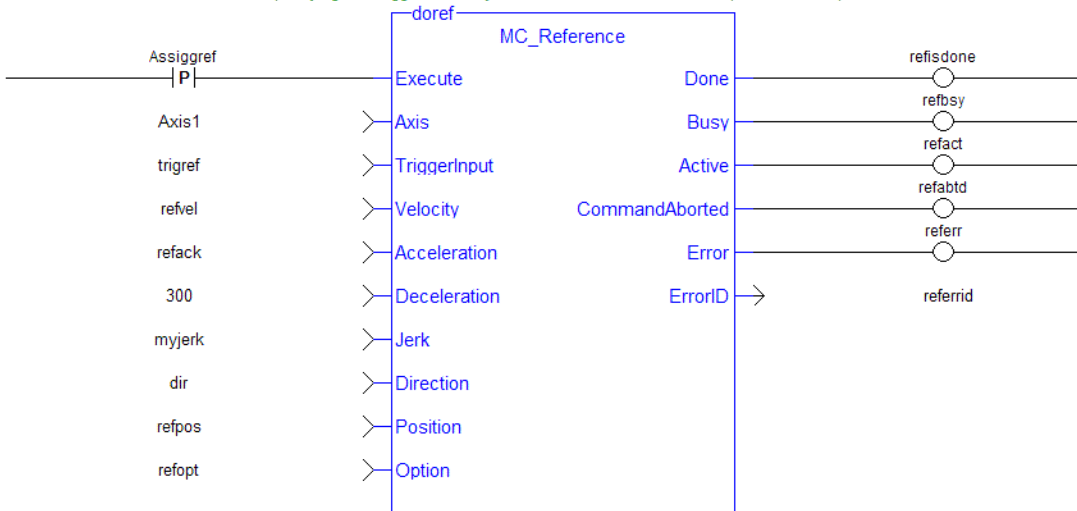 doref
MC_Reference
Assiggref
P
Execute
Done
refisdone
Axis1
Axis
Busy
refbsy
trigref
TriggerInput
Active
refact
refvel
Velocity
CommandAborted
refabtd
refack
Acceleration
Error
referr
300
Deceleration
ErrorID
referrid
myjerk
Jerk
dir
Direction
refpos
Position
refopt
Option